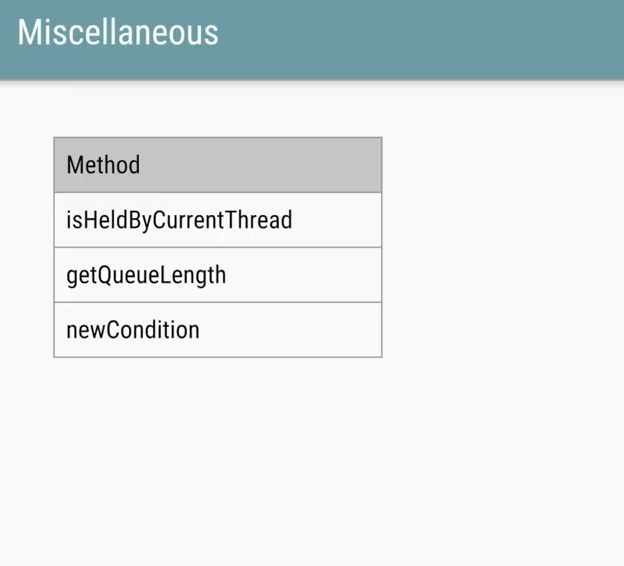 Miscellaneous
Method
isHeldByCurrentThread
getQueueLength
newCondition